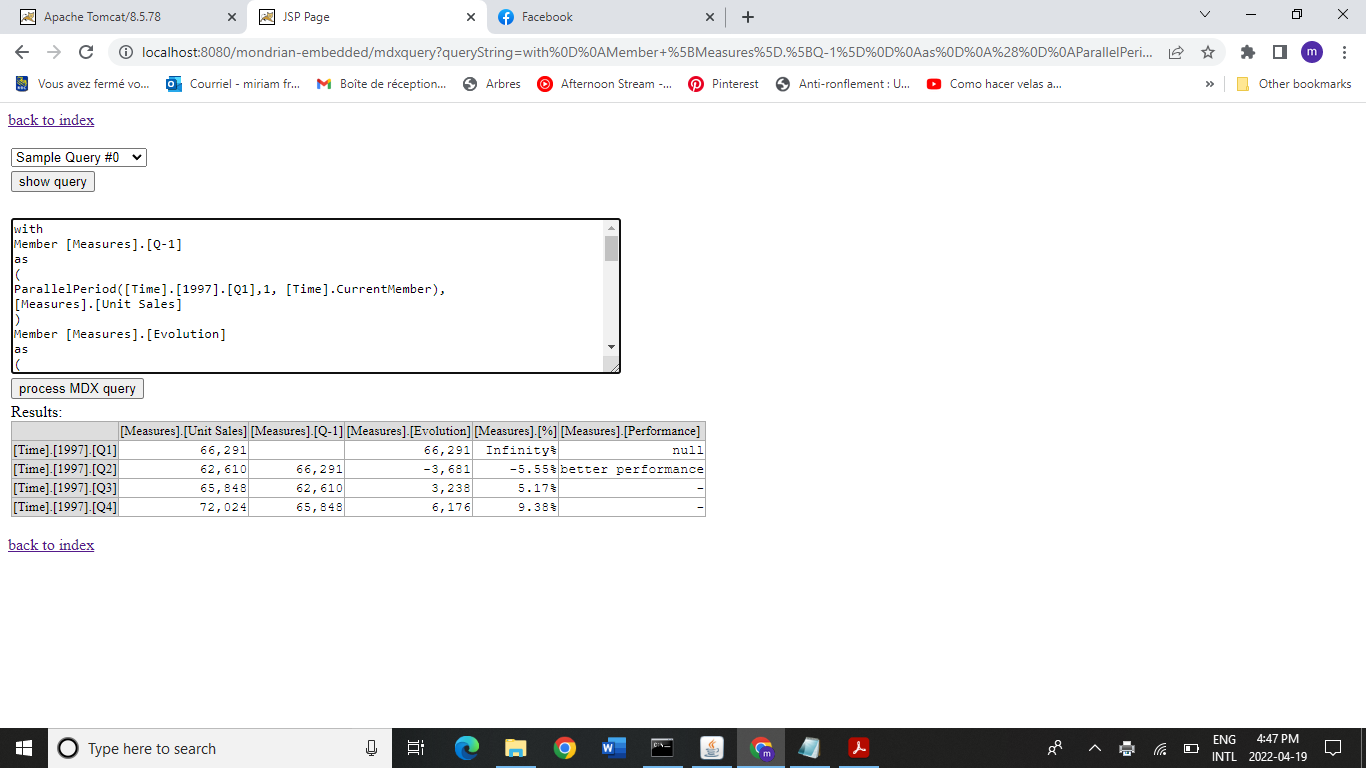 Apache Tomcat/8.5.78
JSP Page
Facebook
localhost:8080/mondrian-embedded/mdxquery?queryString=with%0D%0AMember+%5BMeasures%5D.%5BQ-1%5D%0D%0Aas%0D%0A%28%0D%0AParallelPeri...
m
Vous avez fermé vo...
Courriel - miriam fr...
Boîte de réception...
Arbres
Afternoon Stream -...
Pinterest
Anti-ronflement : U...
Como hacer velas a...
»
Other bookmarks
back to index
Sample Query #0
show query
with
Member [Measures].[Q-1]
as
(
ParallelPeriod([Time].[1997].[Q1],1, [Time].CurrentMember),
[Measures].[Unit Sales]
)
Member [Measures].[Evolution]
as
(
process MDX query
Results:
[Measures].[Unit Sales] [Measures].[Q-1] [Measures].[Evolution] [Measures].[%] [Measures].[Performance]
[Time].[1997].[Q1] 66,291 66,291 Infinity% null
[Time].[1997].[Q2] 62,610 66,291 -3,681 -5.55% better performance
[Time].[1997].[Q3] 65,848 62,610 3,238 5.17% -
[Time].[1997].[Q4] 72,024 65,848 6,176 9.38% -
back to index
Type here to search
ENG
INTL
4:47 PM
2022-04-19